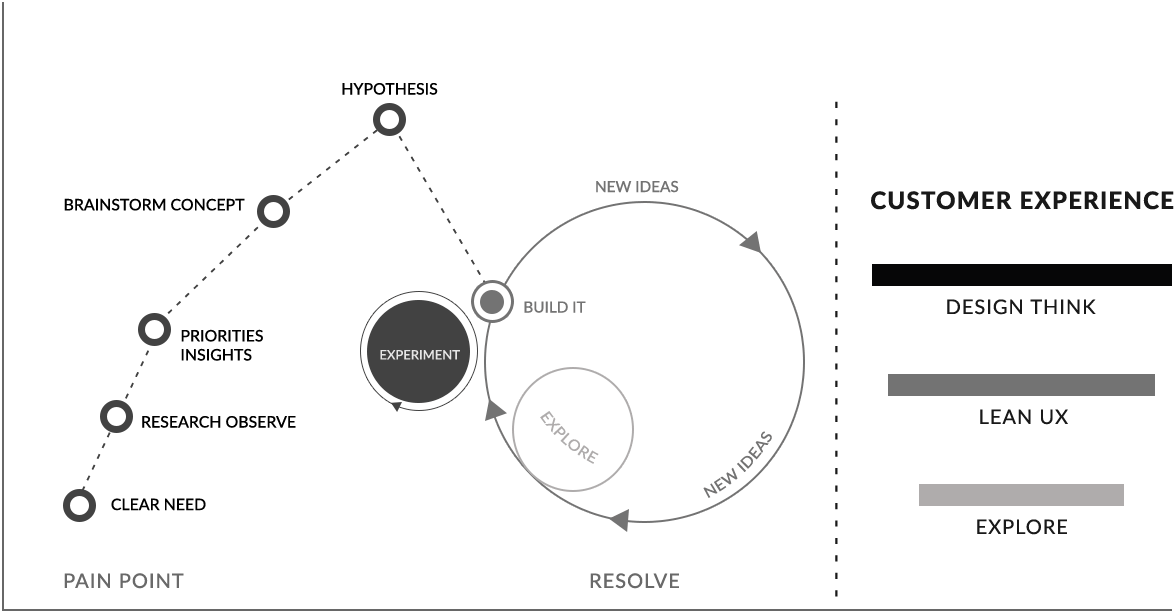 HYPOTHESIS
BRAINSTORM CONCEPT
PRIORITIES
INSIGHTS
RESEARCH OBSERVE
CLEAR NEED
PAIN POINT
NEW IDEAS
BUILD IT
EXPERIMENT
EXPLORE
NEW IDEAS
RESOLVE
CUSTOMER EXPERIENCE
DESIGN THINK
LEAN UX
EXPLORE